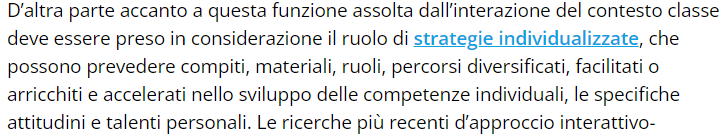 D’altra parte accanto a questa funzione assolta dall’interazione del contesto classe
deve essere preso in considerazione il ruolo di strategie individualizzate, che
possono prevedere compiti, materiali, ruoli, percorsi diversificati, facilitati o
arricchiti e accelerati nello sviluppo delle competenze individuali, le specifiche
attitudini e talenti personali. Le ricerche più recenti d’approccio interattivo-